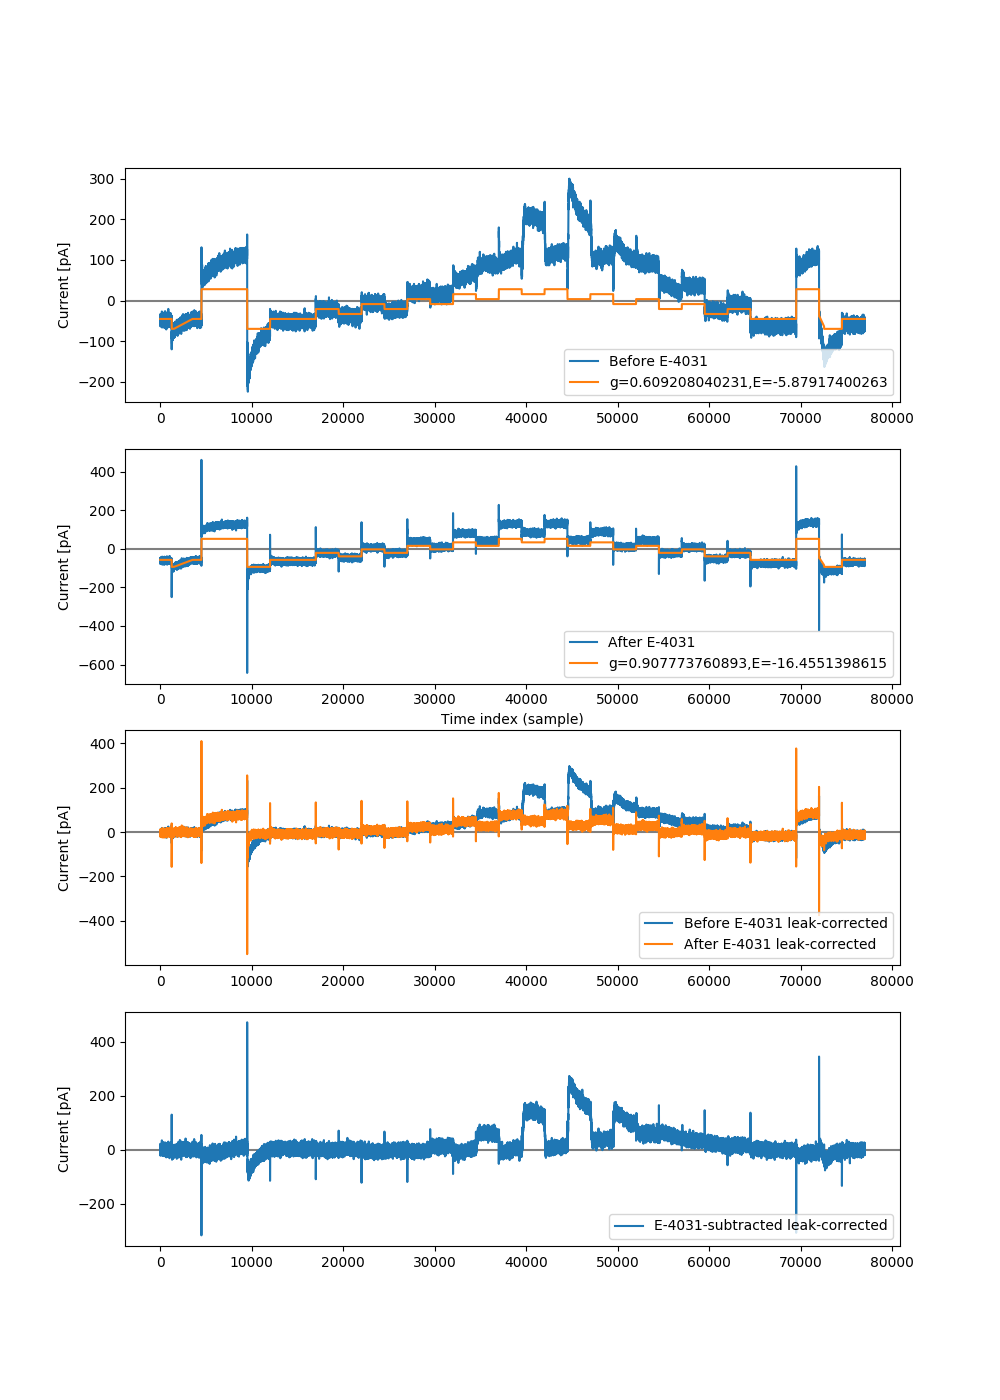 300
200
100
0
−100
−200
Current [pA]
Before E-4031
g=0.609208040231,E=-5.87917400263
0 10000 20000 30000 40000 50000 60000 70000 80000
400
200
0
−200
−400
−600
Current [pA]
After E-4031
g=0.907773760893,E=-16.4551398615
0 10000 20000 30000 40000 50000 60000 70000 80000
Time index (sample)
400
200
0
−200
−400
Current [pA]
Before E-4031 leak-corrected
After E-4031 leak-corrected
0 10000 20000 30000 40000 50000 60000 70000 80000
400
200
0
−200
Current [pA]
E-4031-subtracted leak-corrected
0 10000 20000 30000 40000 50000 60000 70000 80000